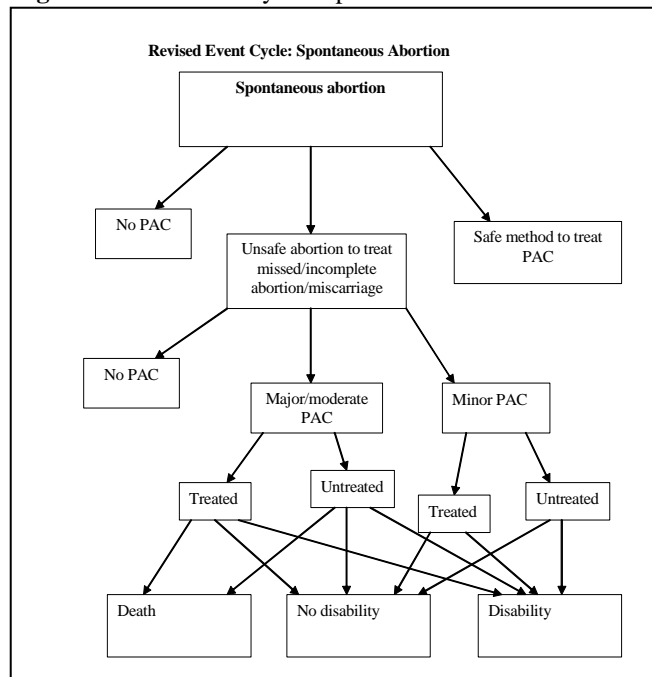 Revised Event Cycle: Spontaneous Abortion
Spontaneous abortion
No PAC
Unsafe abortion to treat
missed/incomplete
abortion/miscarriage
Safe method to treat
PAC
No PAC
Major/moderate
PAC
Minor PAC
Treated
Untreated
Treated
Untreated
Death
No disability
Disability